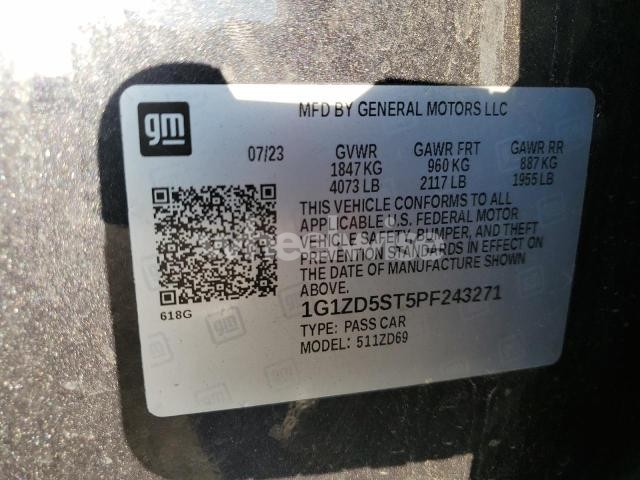 gm
MFD BY GENERAL MOTORS LLC
07/23 GVWR GAWR FRT GAWR RR
1847 KG 960 KG 887 KG
4073 LB 2117 LB 1955 LB
THIS VEHICLE CONFORMS TO ALL
APPLICABLE U.S. FEDERAL MOTOR
VEHICLE SAFETY, BUMPER, AND THEFT
PREVENTION STANDARDS IN EFFECT ON
THE DATE OF MANUFACTURE SHOWN
ABOVE.
618G
1G1ZD5ST5PF243271
TYPE: PASS CAR
MODEL: 511ZD69